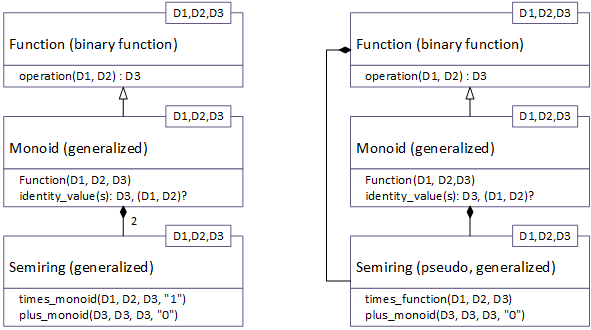 D1,D2,D3
Function (binary function)
operation(D1, D2) : D3
D1,D2,D3
Monoid (generalized)
Function(D1, D2, D3)
identity_value(s): D3, (D1, D2)?
2
D1,D2,D3
Semiring (generalized)
times_monoid(D1, D2, D3, "1")
plus_monoid(D3, D3, D3, "0")
D1,D2,D3
Function (binary function)
operation(D1, D2) : D3
D1,D2,D3
Monoid (generalized)
Function(D1, D2,D3)
identity_value(s): D3, (D1, D2)?
D1,D2,D3
Semiring (pseudo, generalized)
times_function(D1, D2, D3)
plus_monoid(D3, D3, D3, "0")